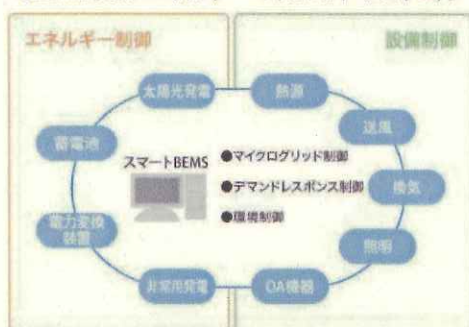 エネルギー制御
設備制御
太陽光発電
熱源
蓄電池
送風
スマートBEMS
●マイクログリッド制御
●デマンドレスポンス制御
●環境制御
換気
電力変換
装置
照明
非常用発電
OA機器